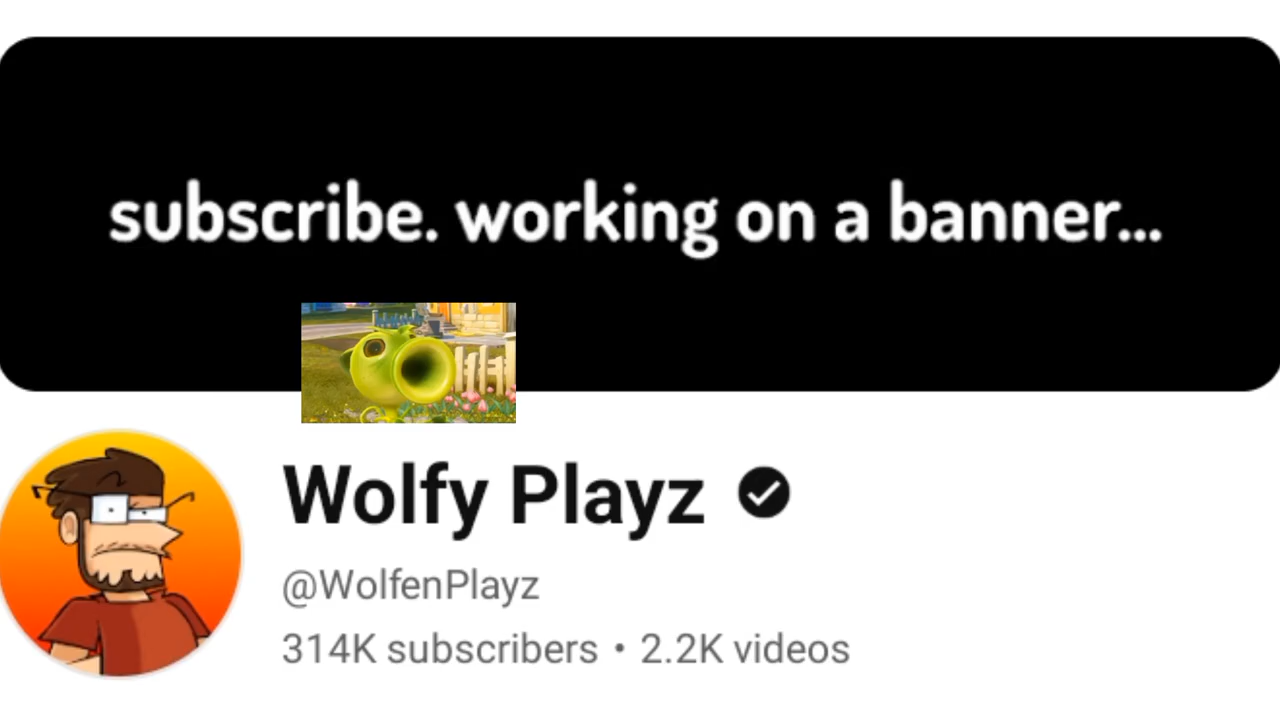 subscribe. working on a banner...
Wolfy Playz
@WolfenPlayz
314K subscribers • 2.2K videos